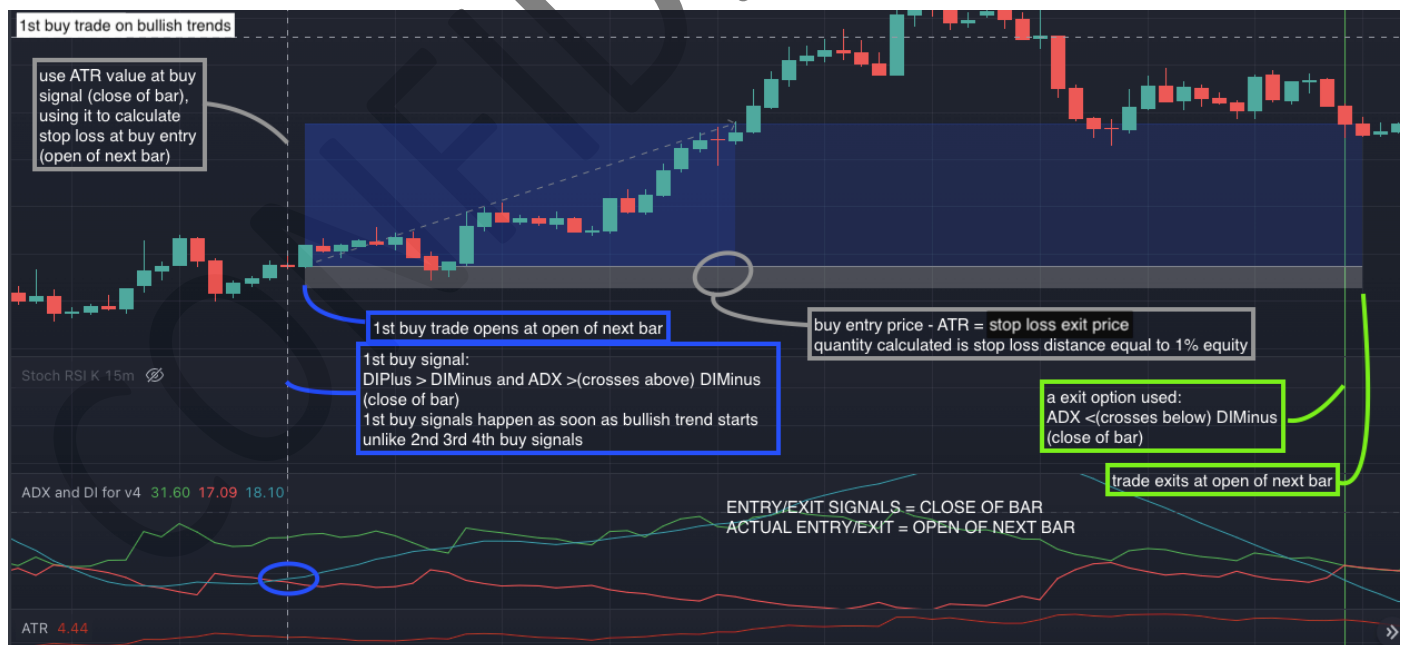 1st buy trade on bullish trends
use ATR value at buy
signal (close of bar),
using it to calculate
stop loss at buy entry
(open of next bar)
1st buy trade opens at open of next bar
buy entry price - ATR = stop loss exit price
quantity calculated is stop loss distance equal to 1% equity
1st buy signal:
DIPlus > DIMinus and ADX >(crosses above) DIMinus
(close of bar)
1st buy signals happen as soon as bullish trend starts
unlike 2nd 3rd 4th buy signals
Stoch RSI K 15m
a exit option used:
ADX <(crosses below) DIMinus
(close of bar)
trade exits at open of next bar
ADX and DI for v4 31.60 17.09 18.10
ENTRY/EXIT SIGNALS = CLOSE OF BAR
ACTUAL ENTRY/EXIT = OPEN OF NEXT BAR
ATR 4.44
CONFID